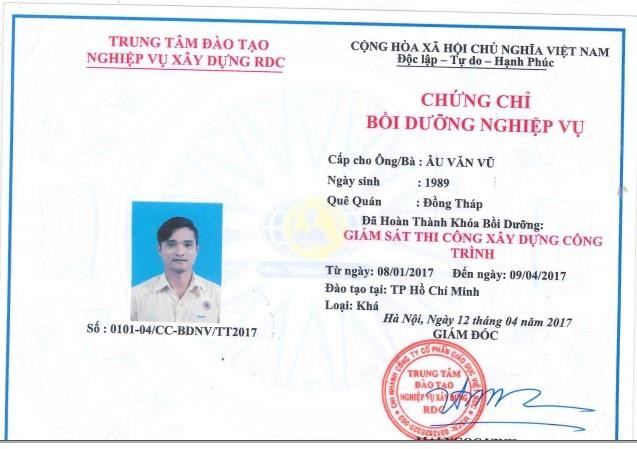 TRUNG TÂM ĐÀO TẠO
NGHIỆP VỤ XÂY DỰNG RDC
CỘNG HÒA XÃ HỘI CHỦ NGHĨA VIỆT NAM
Độc lập – Tự do – Hạnh Phúc
CHỨNG CHỈ
BỒI DƯỠNG NGHIỆP VỤ
Cấp cho Ông/Bà : ÂU VĂN VŨ
Ngày sinh : 1989
Quê Quán : Đồng Tháp
Đã Hoàn Thành Khóa Bồi Dưỡng:
GIÁM SÁT THI CÔNG XÂY DỰNG CÔNG
TRÌNH
Từ ngày: 08/01/2017 Đến ngày: 09/04/2017
Đào tạo tại: TP Hồ Chí Minh
Loại: Khá
Số : 0101-04/CC-BDNV/TT2017
Hà Nội, Ngày 12 tháng 04 năm 2017
GIÁM ĐỐC
CHI NHÁNH CÔNG TY CỔ PHẦN GIÁO DỤC
TRUNG TÂM
ĐÀO TẠO
NGHIỆP VỤ XÂY DỰNG
RDC